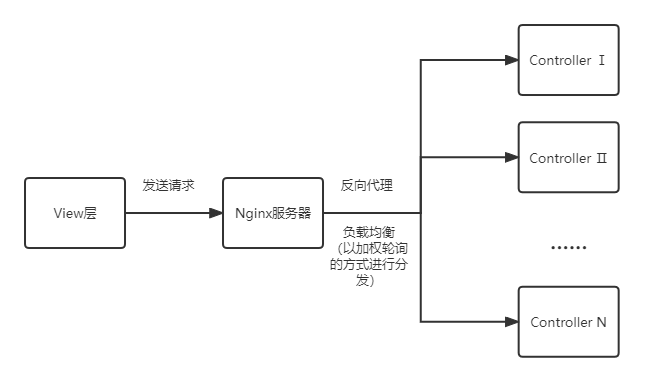 Controller Ⅰ
Controller Ⅱ
发送请求
反向代理
View层
Nginx服务器
负载均衡
（以加权轮询
的方式进行分
发）
......
Controller N